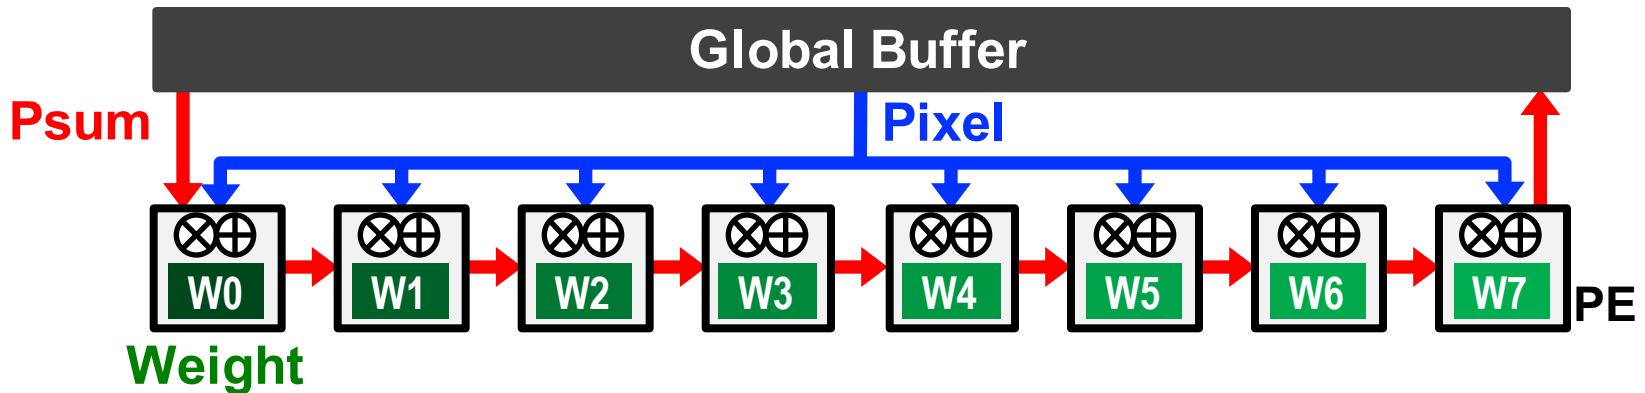 Global Buffer
Psum
Pixel
W0 W1 W2 W3 W4 W5 W6 W7
PE
Weight